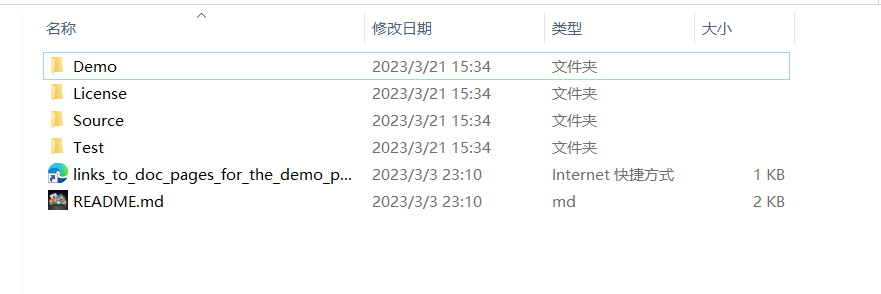 名称 修改日期 类型 大小
Demo 2023/3/21 15:34 文件夹
License 2023/3/21 15:34 文件夹
Source 2023/3/21 15:34 文件夹
Test 2023/3/21 15:34 文件夹
links_to_doc_pages_for_the_demo_p... 2023/3/3 23:10 Internet 快捷方式 1 KB
README.md 2023/3/3 23:10 md 2 KB